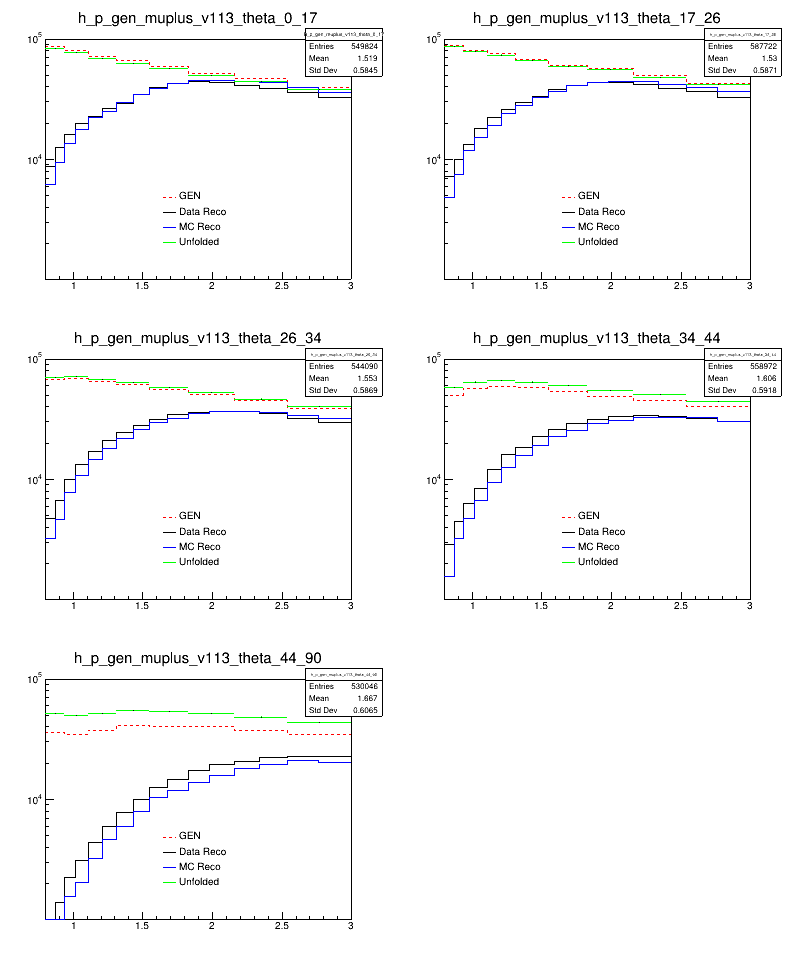 h_p_gen_muplus_v113_theta_0_17
h_p_gen_muplus_v113_theta_0_17
Entries 549824
Mean 1.519
Std Dev 0.5845
10^5
10^4
GEN
Data Reco
MC Reco
Unfolded
1 1.5 2 2.5 3
h_p_gen_muplus_v113_theta_17_26
h_p_gen_muplus_v113_theta_17_26
Entries 587722
Mean 1.53
Std Dev 0.5871
10^5
10^4
GEN
Data Reco
MC Reco
Unfolded
1 1.5 2 2.5 3
h_p_gen_muplus_v113_theta_26_34
h_p_gen_muplus_v113_theta_26_34
Entries 544090
Mean 1.553
Std Dev 0.5869
10^5
10^4
GEN
Data Reco
MC Reco
Unfolded
1 1.5 2 2.5 3
h_p_gen_muplus_v113_theta_34_44
h_p_gen_muplus_v113_theta_34_44
Entries 558972
Mean 1.606
Std Dev 0.5918
10^5
10^4
GEN
Data Reco
MC Reco
Unfolded
1 1.5 2 2.5 3
h_p_gen_muplus_v113_theta_44_90
h_p_gen_muplus_v113_theta_44_90
Entries 530046
Mean 1.667
Std Dev 0.6065
10^5
10^4
GEN
Data Reco
MC Reco
Unfolded
1 1.5 2 2.5 3